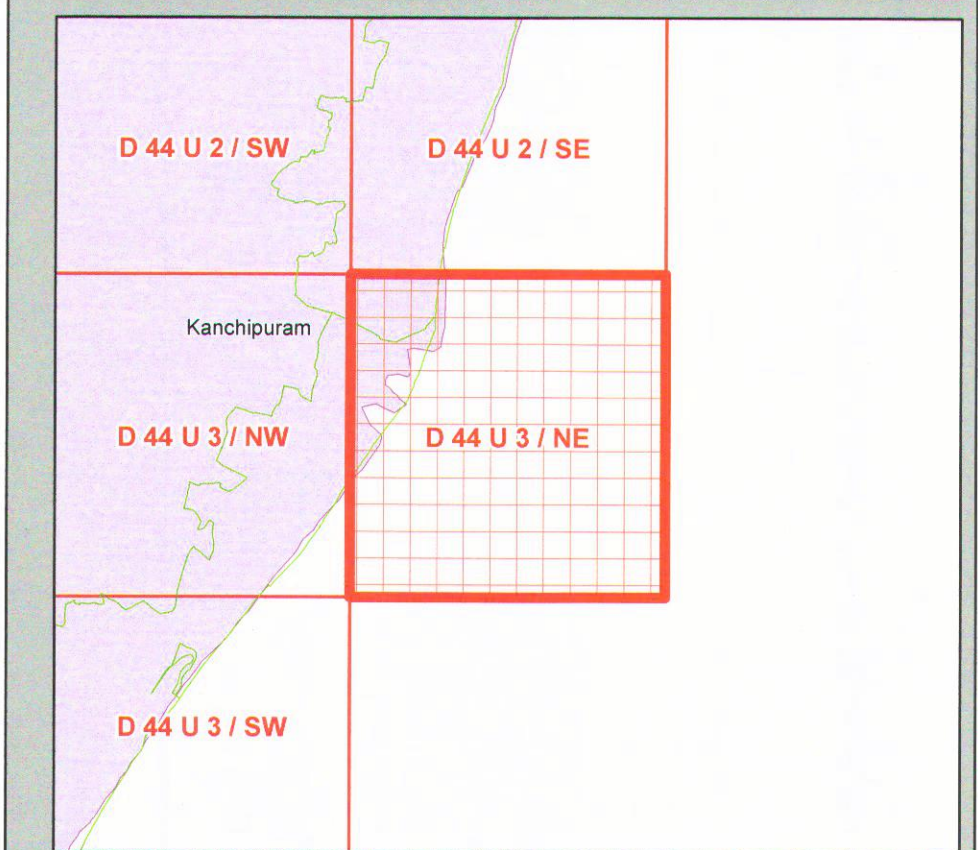 D 44 U 2 / SW
D 44 U 2 / SE
Kanchipuram
D 44 U 3 / NW
D 44 U 3 / NE
D 44 U 3 / SW